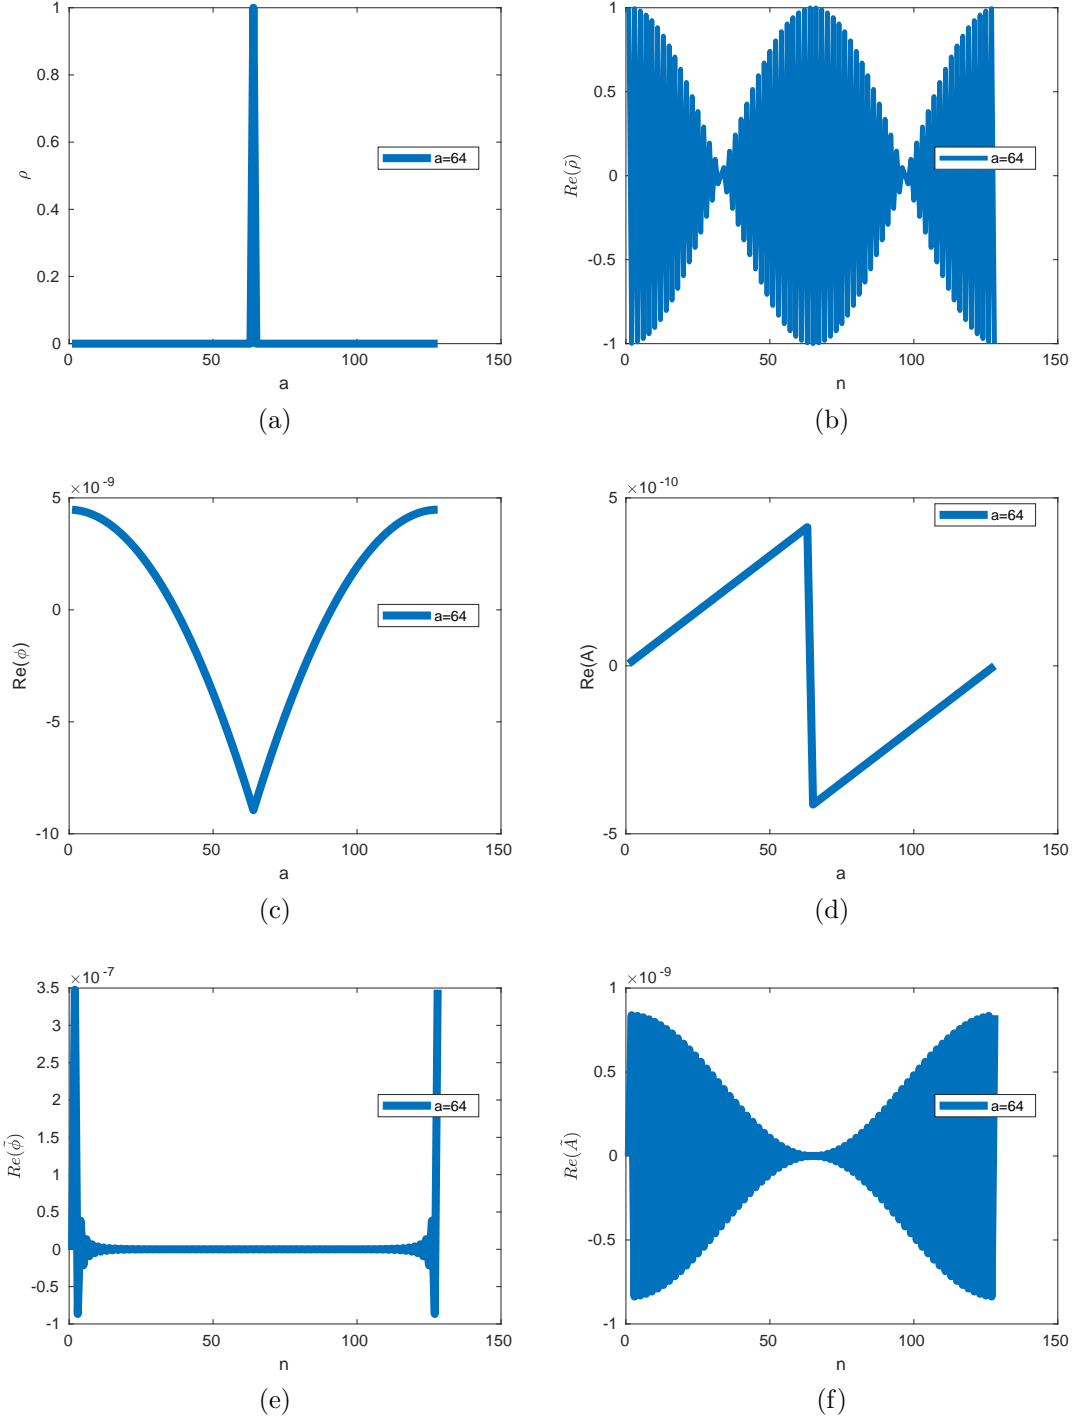 1
0.8
0.6
0.4
0.2
0
ρ
a=64
0 50 100 150
a
(a)
1
0.5
0
-0.5
-1
Re(ρ̃)
a=64
0 50 100 150
n
(b)
×10⁻⁹
5
0
-5
-10
Re(ϕ)
a=64
0 50 100 150
a
(c)
×10⁻¹⁰
5
0
-5
Re(A)
a=64
0 50 100 150
a
(d)
×10⁻⁷
3.5
3
2.5
2
1.5
1
0.5
0
-0.5
-1
Re(ϕ̃)
a=64
0 50 100 150
n
(e)
×10⁻⁹
1
0.5
0
-0.5
-1
Re(Ã)
a=64
0 50 100 150
n
(f)